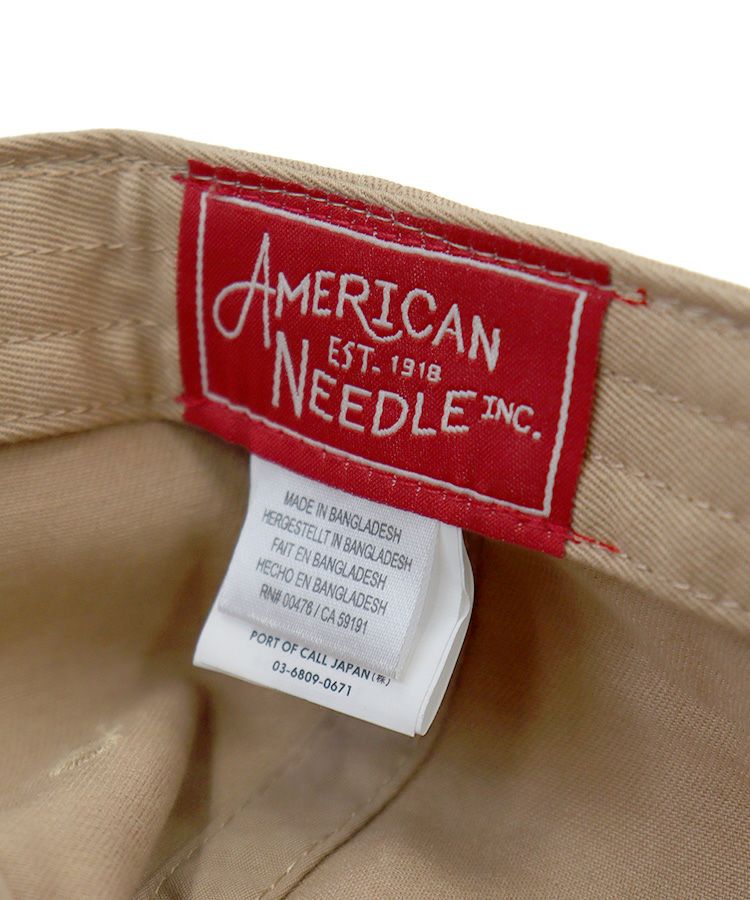 AMERICAN
EST. 1918
NEEDLE INC.
MADE IN BANGLADESH
HERGESTELLT IN BANGLADESH
FAIT EN BANGLADESH
HECHO EN BANGLADESH
RN# 00476 / CA 59191
PORT OF CALL JAPAN(株)
03-6809-0671